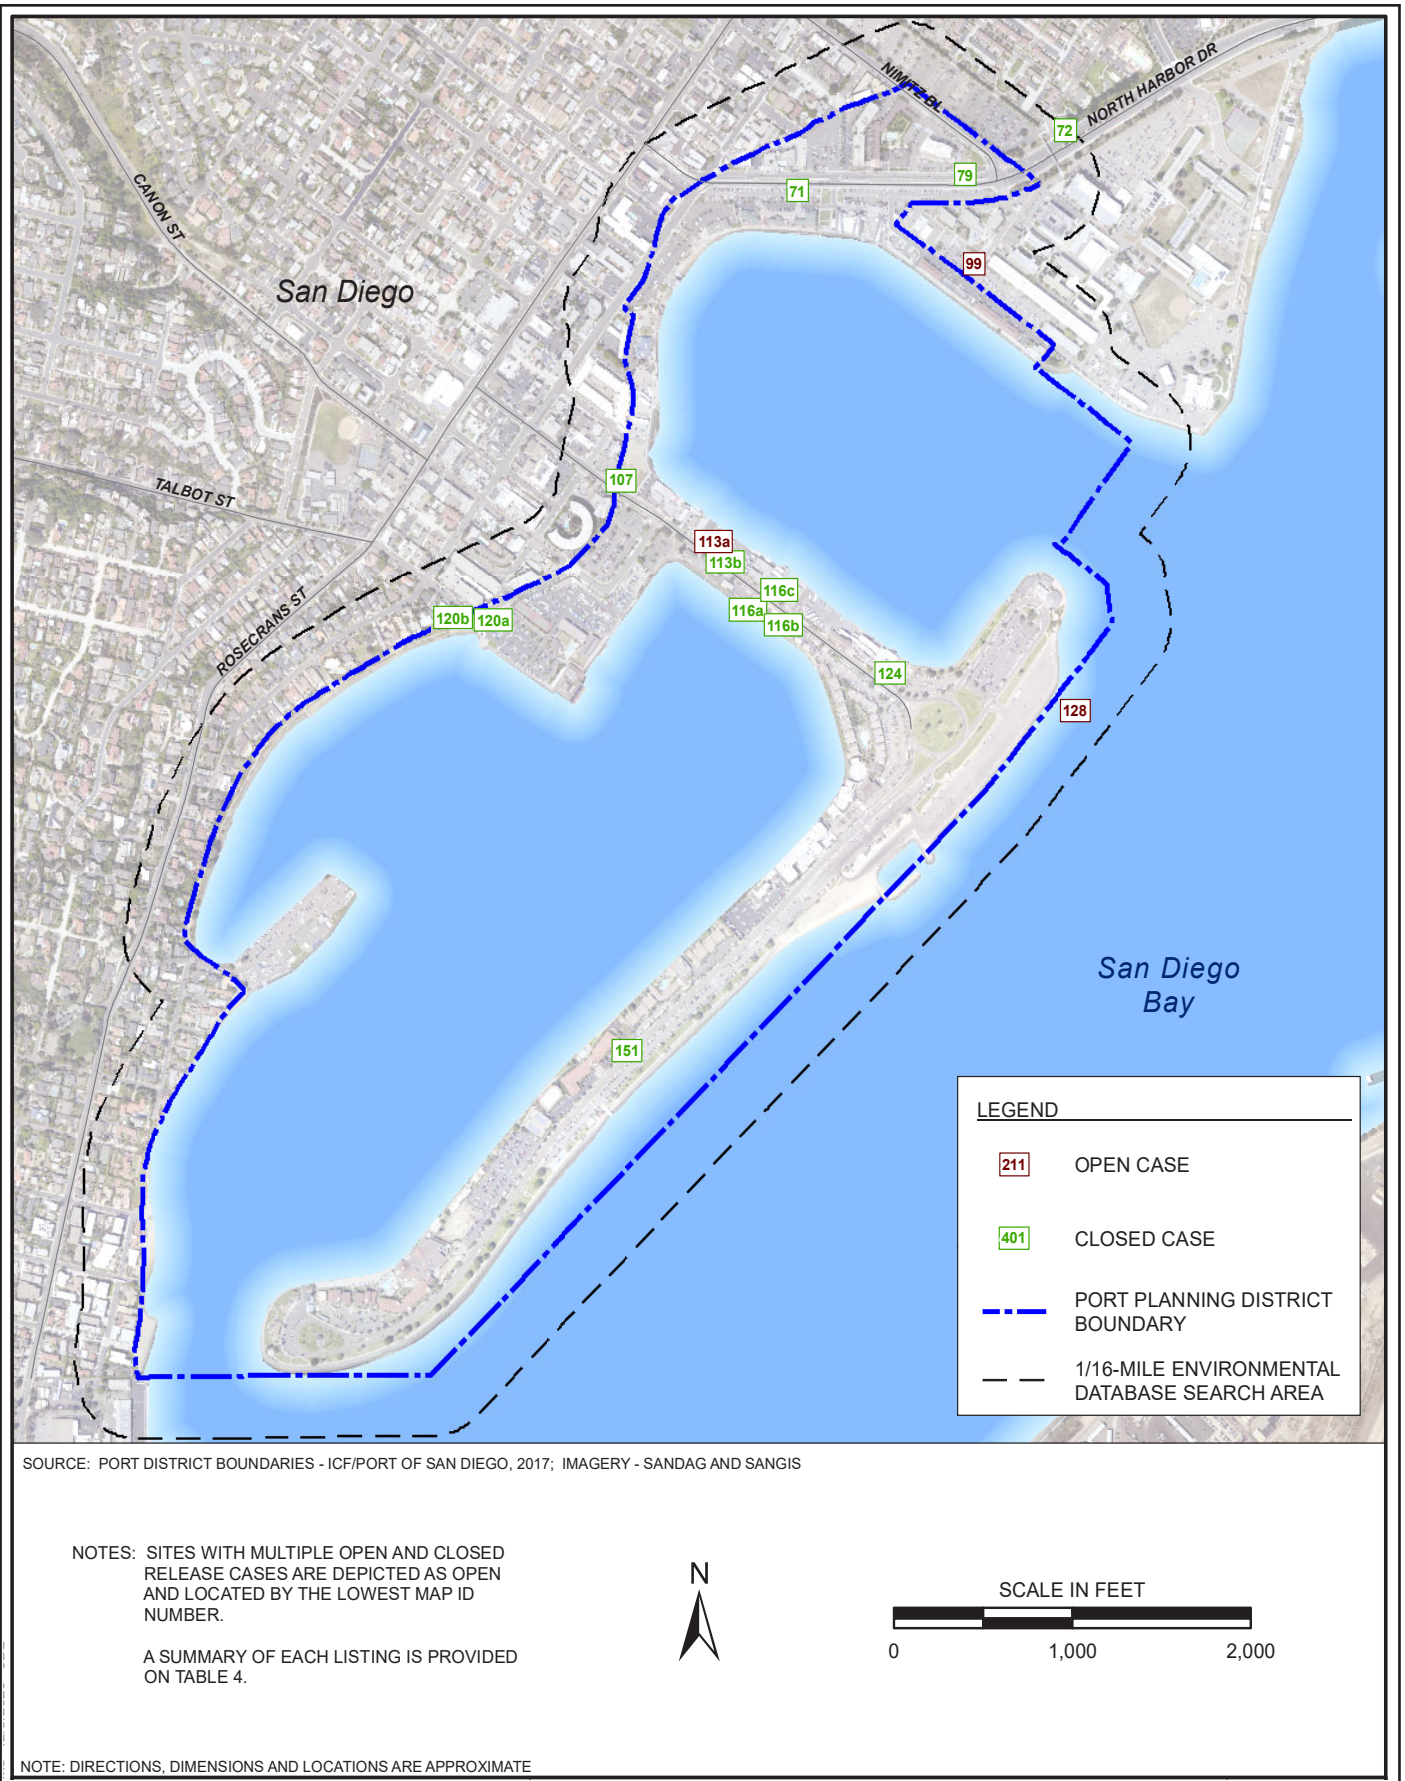 NIMITZ BL
NORTH HARBOR DR
72
79
71
CANON ST
99
San Diego
107
TALBOT ST
113a
113b
116c
116a
116b
120b
120a
ROSECRANS ST
124
128
San Diego
Bay
151
LEGEND
211 OPEN CASE
401 CLOSED CASE
PORT PLANNING DISTRICT
BOUNDARY
1/16-MILE ENVIRONMENTAL
DATABASE SEARCH AREA
SOURCE: PORT DISTRICT BOUNDARIES - ICF/PORT OF SAN DIEGO, 2017; IMAGERY - SANDAG AND SANGIS
NOTES: SITES WITH MULTIPLE OPEN AND CLOSED
RELEASE CASES ARE DEPICTED AS OPEN
AND LOCATED BY THE LOWEST MAP ID
NUMBER.
A SUMMARY OF EACH LISTING IS PROVIDED
ON TABLE 4.
N
SCALE IN FEET
0 1,000 2,000
NOTE: DIRECTIONS, DIMENSIONS AND LOCATIONS ARE APPROXIMATE